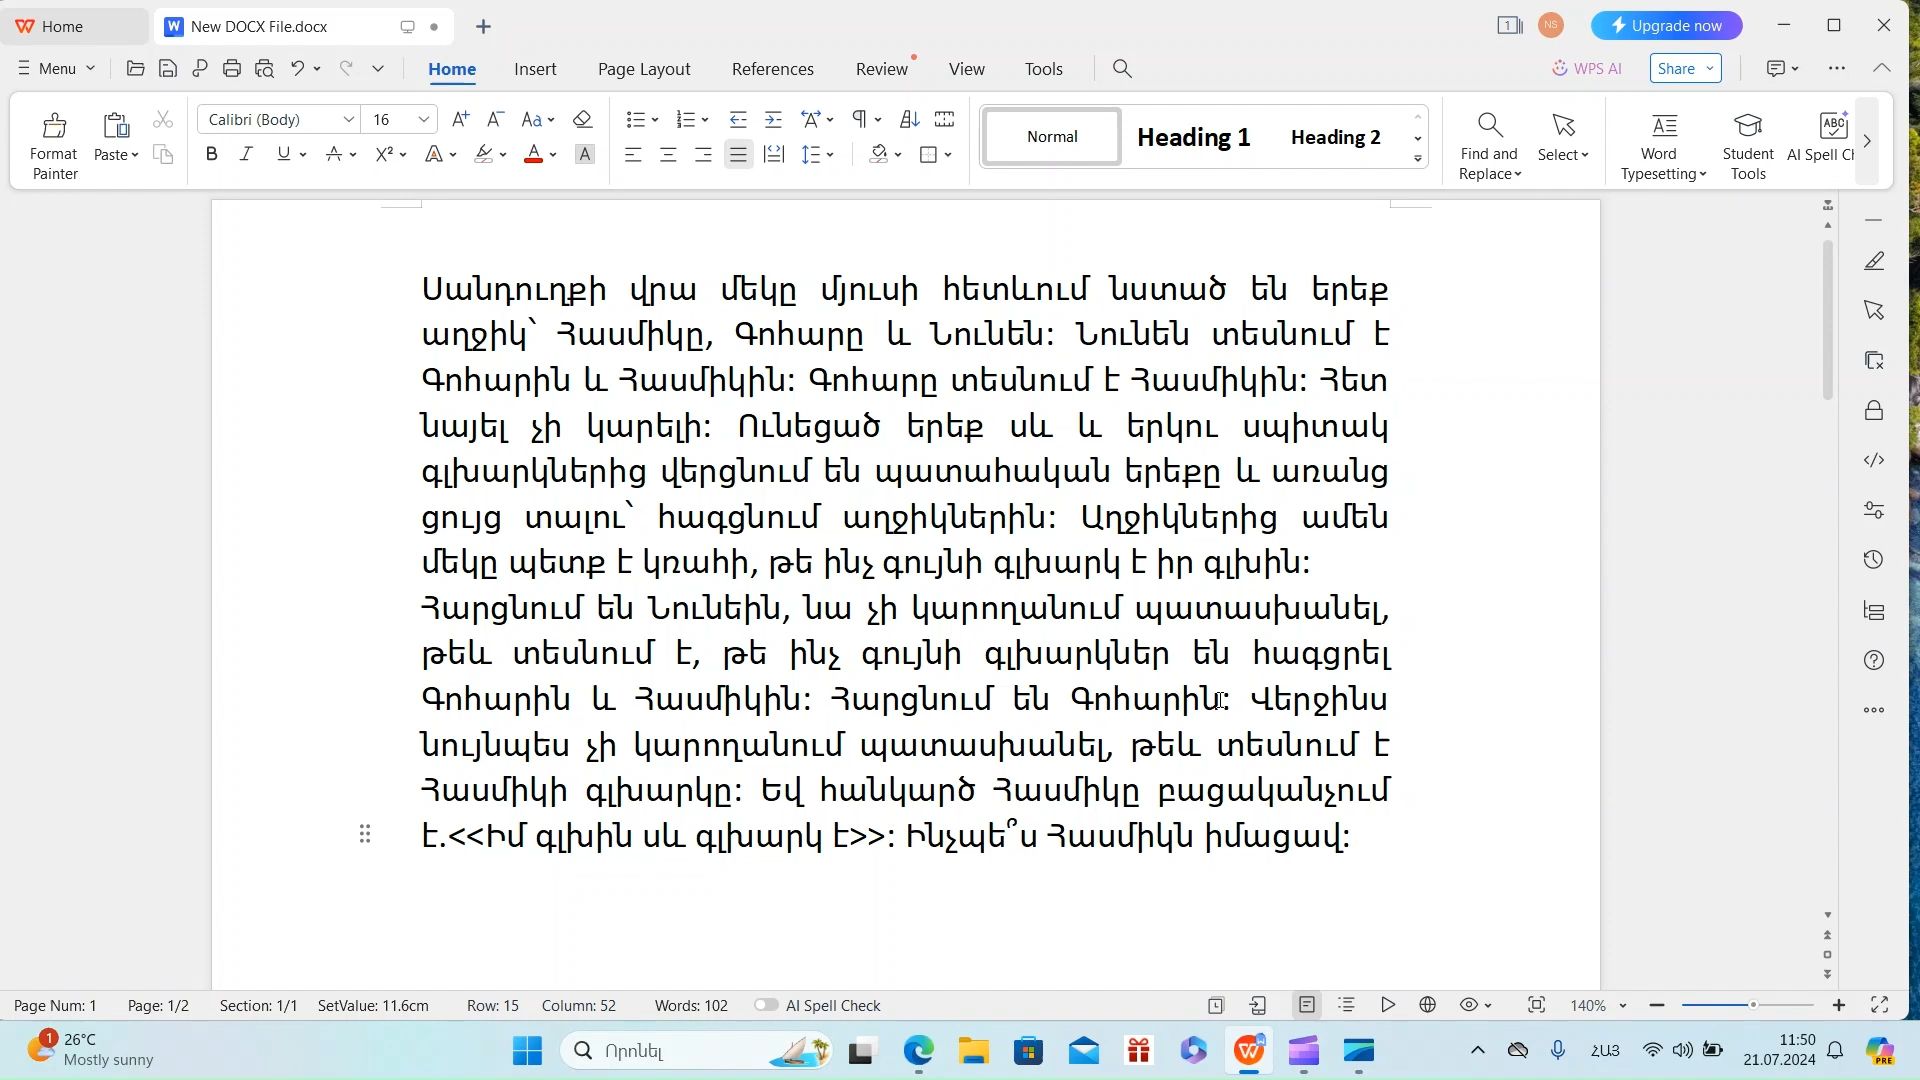 Home
New DOCX File.docx
NS
Upgrade now
Menu
Home
Insert
Page Layout
References
Review
View
Tools
WPS AI
Share
Format
Painter
Paste
Calibri (Body)
16
Normal
Heading 1
Heading 2
Find and
Replace
Select
Word
Typesetting
Student
Tools
AI Spell Ch
Սանդուղքի վրա մեկը մյուսի հետևում նստած են երեք
աղջիկ՝ Հասմիկը, Գոհարը և Նունեն: Նունեն տեսնում է
Գոհարին և Հասմիկին: Գոհարը տեսնում է Հասմիկին: Հետ
նայել չի կարելի: Ունեցած երեք սև և երկու սպիտակ
գլխարկներից վերցնում են պատահական երեքը և առանց
ցույց տալու՝ հագցնում աղջիկներին: Աղջիկներից ամեն
մեկը պետք է կռահի, թե ինչ գույնի գլխարկ է իր գլխին:
Հարցնում են Նունեին, նա չի կարողանում պատասխանել,
թեև տեսնում է, թե ինչ գույնի գլխարկներ են հագցրել
Գոհարին և Հասմիկին: Հարցնում են Գոհարին: Վերջինս
նույնպես չի կարողանում պատասխանել, թեև տեսնում է
Հասմիկի գլխարկը: Եվ հանկարծ Հասմիկը բացականչում
է.<<Իմ գլխին սև գլխարկ է>>: Ինչպե՞ս Հասմիկն իմացավ:
Page Num: 1
Page: 1/2
Section: 1/1
SetValue: 11.6cm
Row: 15
Column: 52
Words: 102
AI Spell Check
140%
1
26°C
Mostly sunny
Որոնել
ՀԱՅ
11:50
21.07.2024
PRE